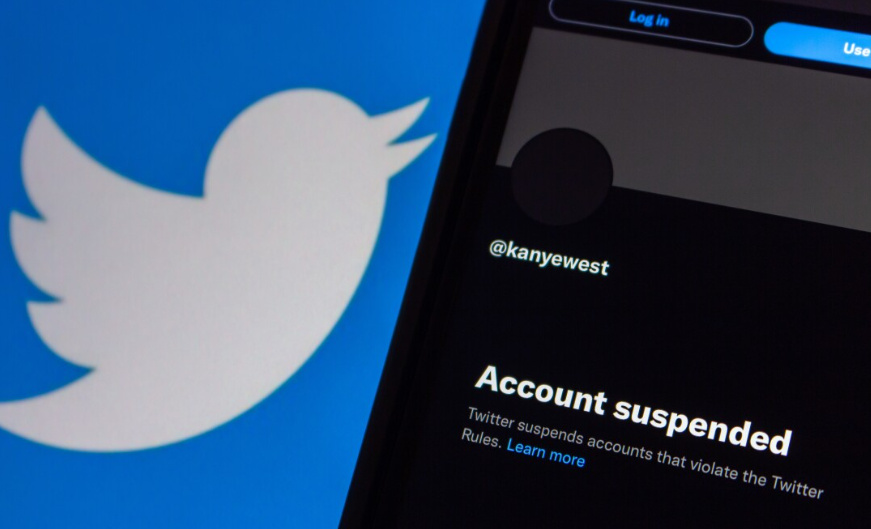 Log in
Use
@kanyewest
Account suspended
Twitter suspends accounts that violate the Twitter
Rules. Learn more